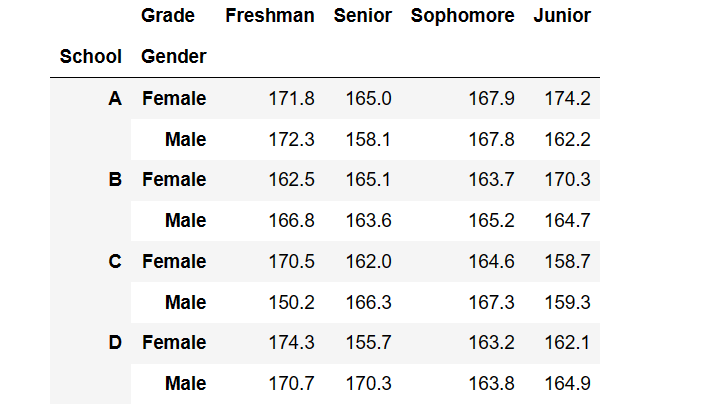 Grade Freshman Senior Sophomore Junior
School Gender
A Female 171.8 165.0 167.9 174.2
Male 172.3 158.1 167.8 162.2
B Female 162.5 165.1 163.7 170.3
Male 166.8 163.6 165.2 164.7
C Female 170.5 162.0 164.6 158.7
Male 150.2 166.3 167.3 159.3
D Female 174.3 155.7 163.2 162.1
Male 170.7 170.3 163.8 164.9